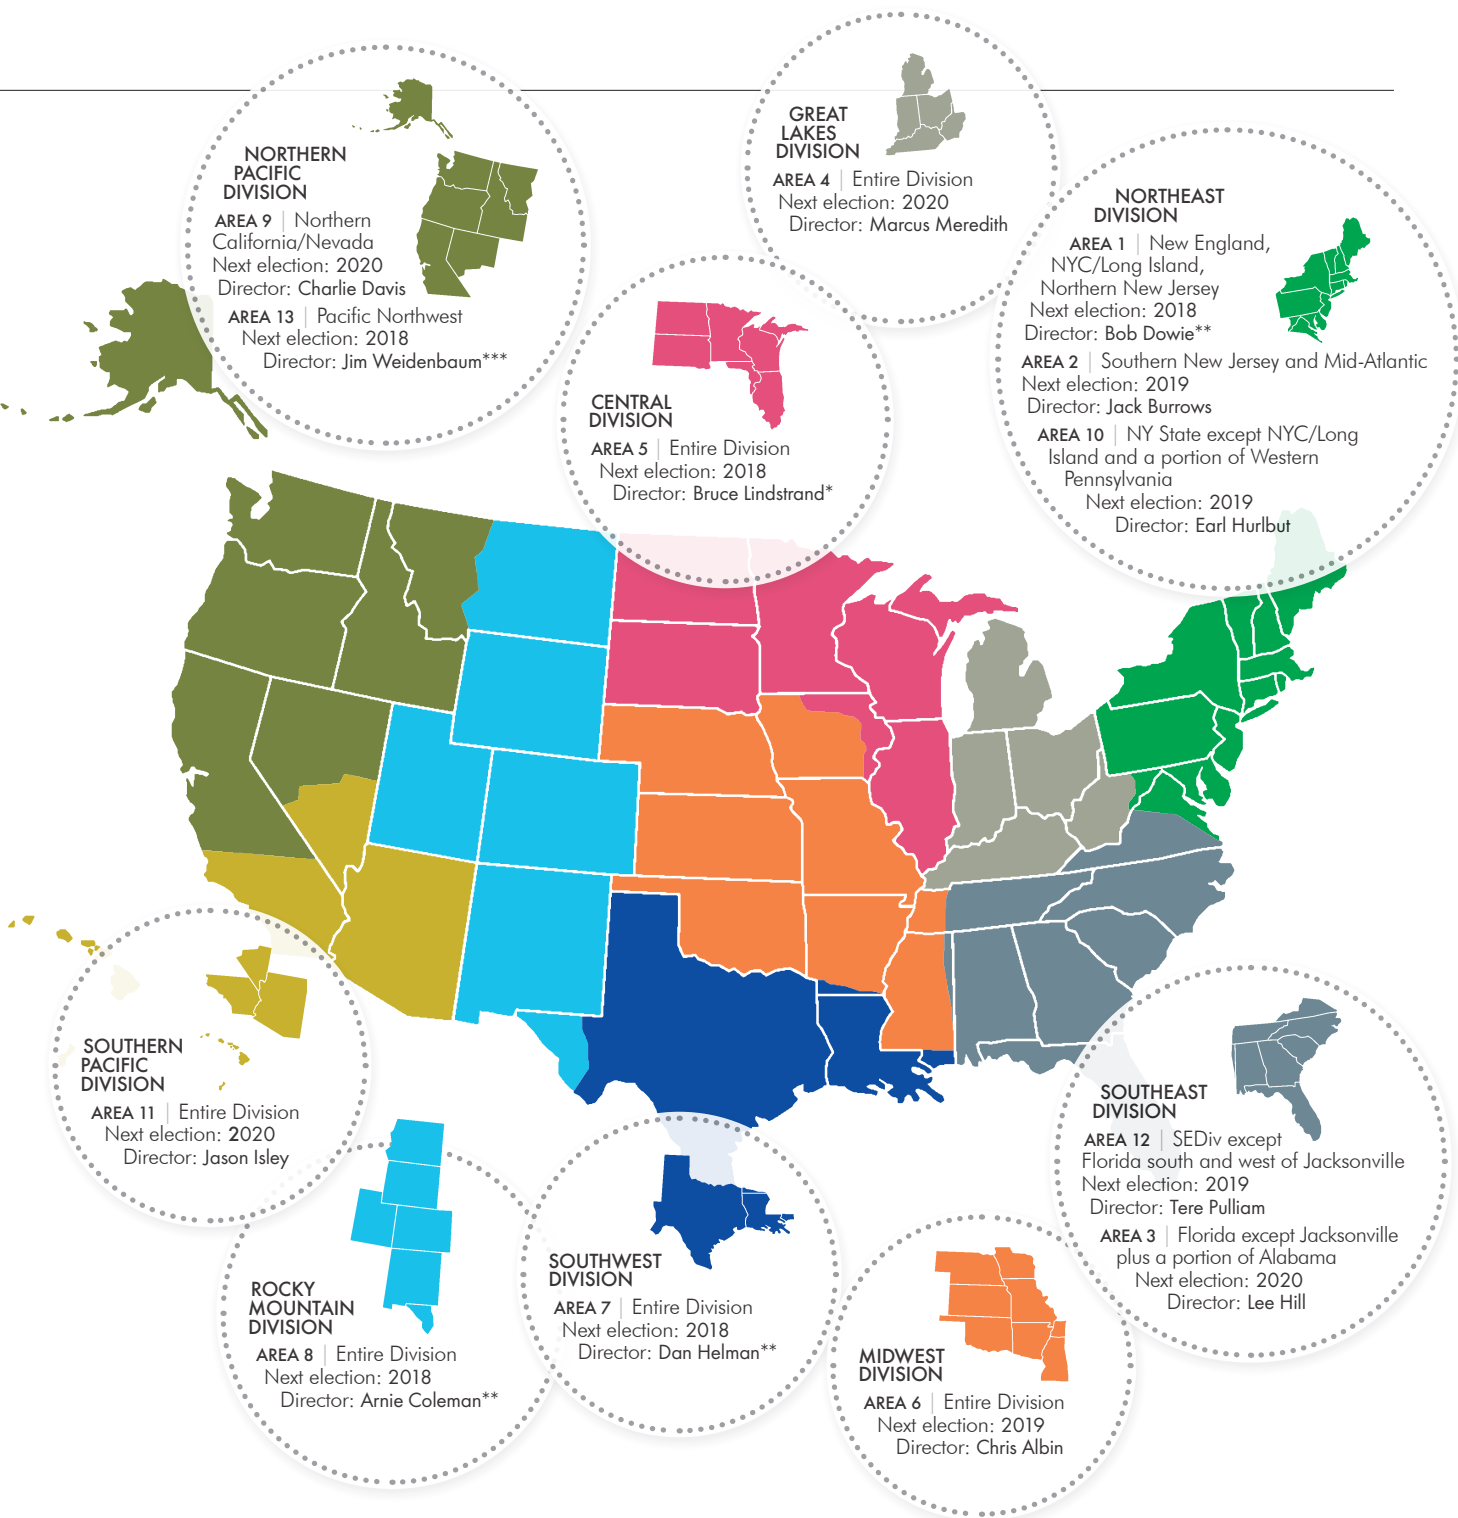 NORTHERN
PACIFIC
DIVISION
AREA 9 | Northern
California/Nevada
Next election: 2020
Director: Charlie Davis
AREA 13 | Pacific Northwest
Next election: 2018
Director: Jim Weidenbaum***
GREAT
LAKES
DIVISION
AREA 4 | Entire Division
Next election: 2020
Director: Marcus Meredith
NORTHEAST
DIVISION
AREA 1 | New England,
NYC/Long Island,
Northern New Jersey
Next election: 2018
Director: Bob Dowie**
AREA 2 | Southern New Jersey and Mid-Atlantic
Next election: 2019
Director: Jack Burrows
AREA 10 | NY State except NYC/Long
Island and a portion of Western
Pennsylvania
Next election: 2019
Director: Earl Hurlbut
CENTRAL
DIVISION
AREA 5 | Entire Division
Next election: 2018
Director: Bruce Lindstrand*
SOUTHERN
PACIFIC
DIVISION
AREA 11 | Entire Division
Next election: 2020
Director: Jason Isley
ROCKY
MOUNTAIN
DIVISION
AREA 8 | Entire Division
Next election: 2018
Director: Arnie Coleman**
SOUTHWEST
DIVISION
AREA 7 | Entire Division
Next election: 2018
Director: Dan Helman**
MIDWEST
DIVISION
AREA 6 | Entire Division
Next election: 2019
Director: Chris Albin
SOUTHEAST
DIVISION
AREA 12 | SEDiv except
Florida south and west of Jacksonville
Next election: 2019
Director: Tere Pulliam
AREA 3 | Florida except Jacksonville
plus a portion of Alabama
Next election: 2020
Director: Lee Hill